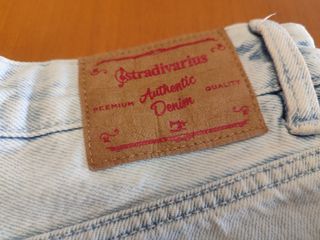 Stradivarius
PREMIUM Authentic QUALITY
Denim